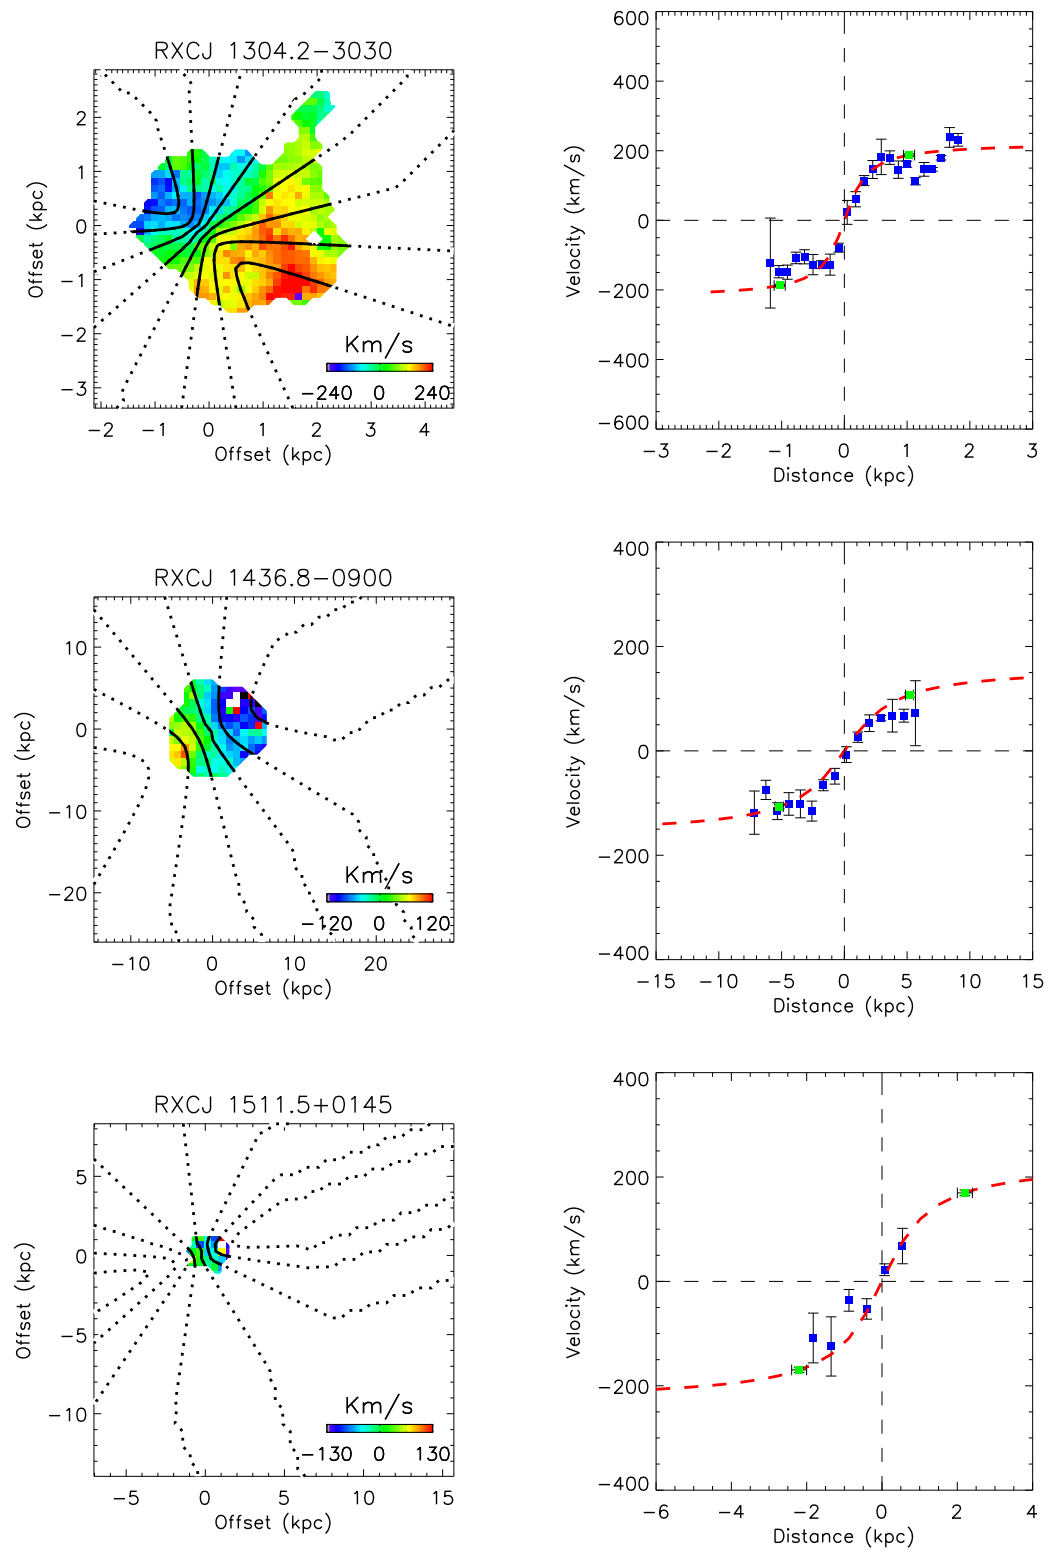 RXCJ 1304.2−3030
Offset (kpc)
2
1
0
−1
−2
−3
Km/s
−240 0 240
−2 −1 0 1 2 3 4
Offset (kpc)
Velocity (km/s)
600
400
200
0
−200
−400
−600
−3 −2 −1 0 1 2 3
Distance (kpc)
RXCJ 1436.8−0900
Offset (kpc)
10
0
−10
−20
Km/s
−120 0 120
−10 0 10 20
Offset (kpc)
Velocity (km/s)
400
200
0
−200
−400
−15 −10 −5 0 5 10 15
Distance (kpc)
RXCJ 1511.5+0145
Offset (kpc)
5
0
−5
−10
Km/s
−130 0 130
−5 0 5 10 15
Offset (kpc)
Velocity (km/s)
400
200
0
−200
−400
−6 −4 −2 0 2 4
Distance (kpc)